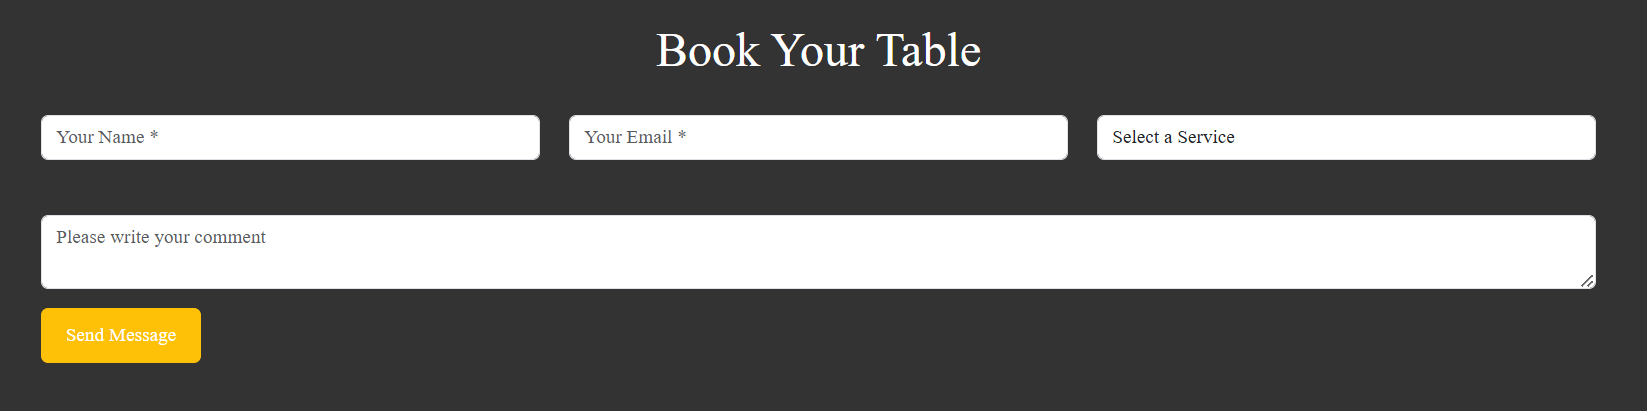 Book Your Table
Your Name *
Your Email *
Select a Service
Please write your comment
Send Message